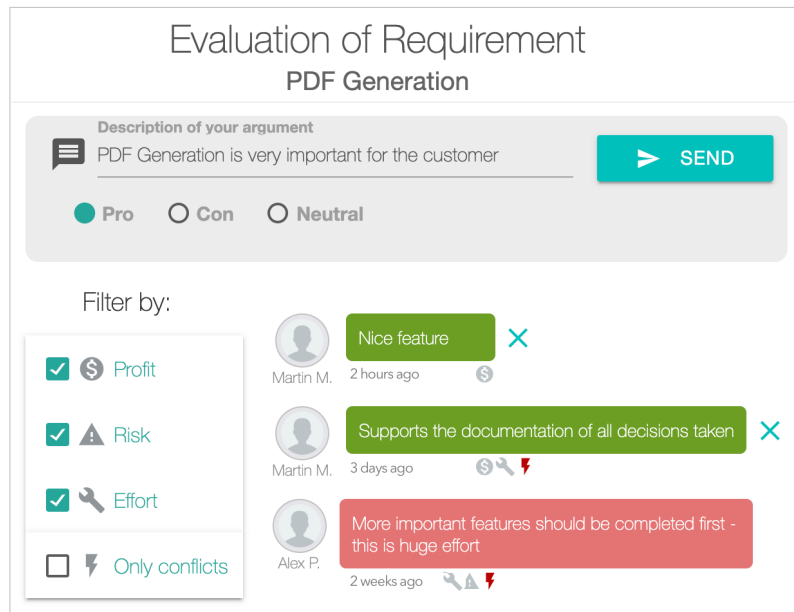 Evaluation of Requirement
PDF Generation
Description of your argument
PDF Generation is very important for the customer
SEND
Pro
Con
Neutral
Filter by:
Profit
Risk
Effort
Only conflicts
Nice feature
Martin M.
2 hours ago
Supports the documentation of all decisions taken
Martin M.
3 days ago
More important features should be completed first -
this is huge effort
Alex P.
2 weeks ago